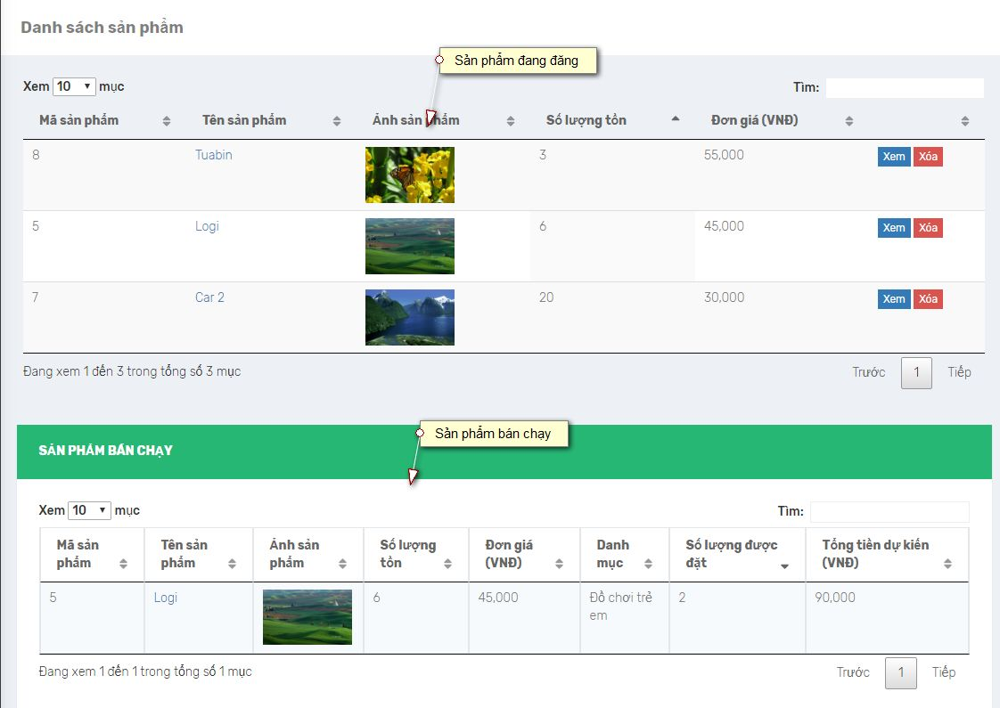 Danh sách sản phẩm
Sản phẩm đang đăng
Xem 10 mục
Tìm:
Mã sản phẩm Tên sản phẩm Ảnh sản phẩm Số lượng tồn Đơn giá (VNĐ)
8 Tuabin 3 55,000 Xem Xóa
5 Logi 6 45,000 Xem Xóa
7 Car 2 20 30,000 Xem Xóa
Đang xem 1 đến 3 trong tổng số 3 mục
Trước 1 Tiếp
Sản phẩm bán chạy
SẢN PHẨM BÁN CHẠY
Xem 10 mục
Tìm:
Mã sản Tên sản Ảnh sản Số lượng Đơn giá Danh Số lượng được Tổng tiền dự kiến
phẩm phẩm phẩm tồn (VNĐ) mục đặt (VNĐ)
5 Logi 6 45,000 Đồ chơi trẻ 2 90,000
em
Đang xem 1 đến 1 trong tổng số 1 mục
Trước 1 Tiếp